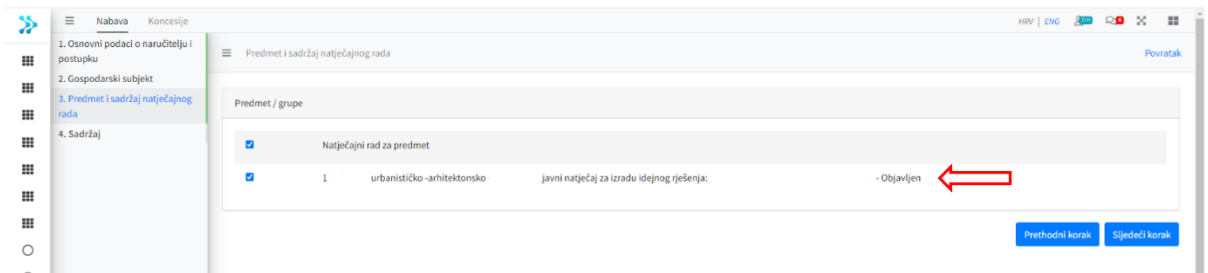 Nabava Koncesije HRV | ENG
1. Osnovni podaci o naručitelju i
postupku
2. Gospodarski subjekt
3. Predmet i sadržaj natječajnog
rada
4. Sadržaj
Predmet i sadržaj natječajnog rada Povratak
Predmet / grupe
Natječajni rad za predmet
1 urbanističko -arhitektonsko javni natječaj za izradu idejnog rješenja: - Objavljen
Prethodni korak Sljedeći korak